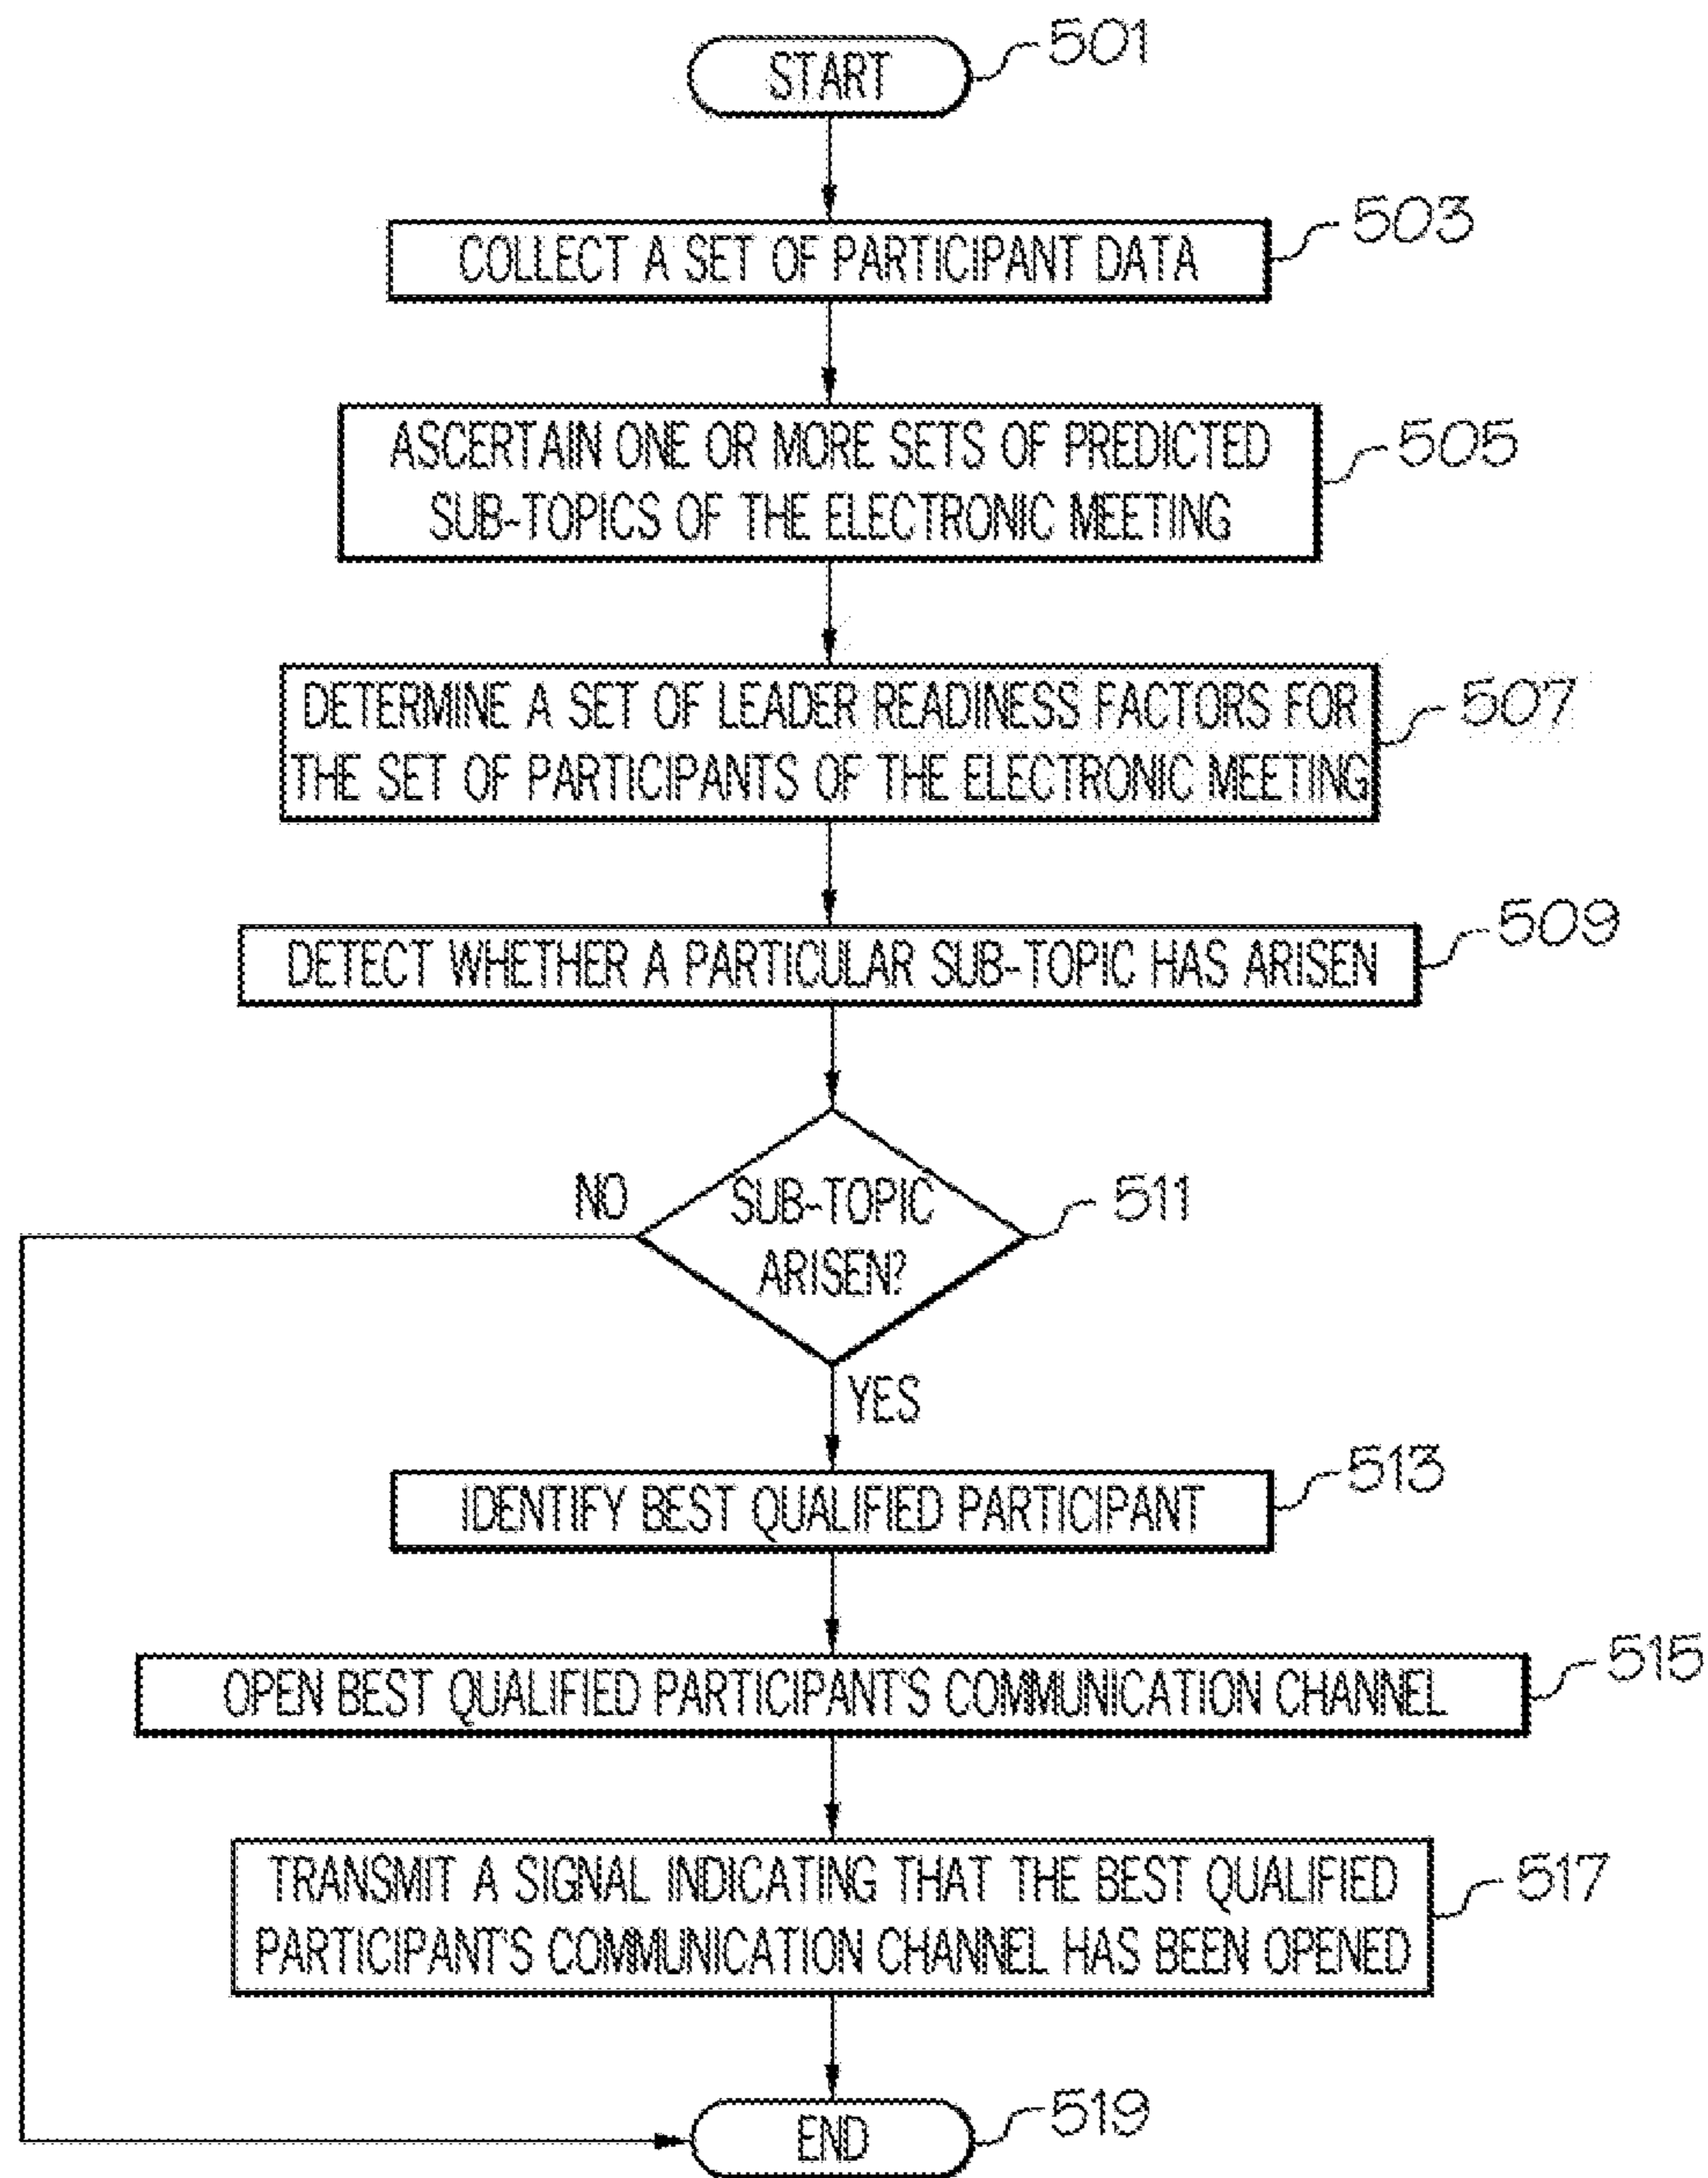 START
501
COLLECT A SET OF PARTICIPANT DATA
503
ASCERTAIN ONE OR MORE SETS OF PREDICTED
SUB-TOPICS OF THE ELECTRONIC MEETING
505
DETERMINE A SET OF LEADER READINESS FACTORS FOR
THE SET OF PARTICIPANTS OF THE ELECTRONIC MEETING
507
DETECT WHETHER A PARTICULAR SUB-TOPIC HAS ARISEN
509
NO
SUB-TOPIC
ARISEN?
511
YES
IDENTIFY BEST QUALIFIED PARTICIPANT
513
OPEN BEST QUALIFIED PARTICIPANT'S COMMUNICATION CHANNEL
515
TRANSMIT A SIGNAL INDICATING THAT THE BEST QUALIFIED
PARTICIPANT'S COMMUNICATION CHANNEL HAS BEEN OPENED
517
END
519